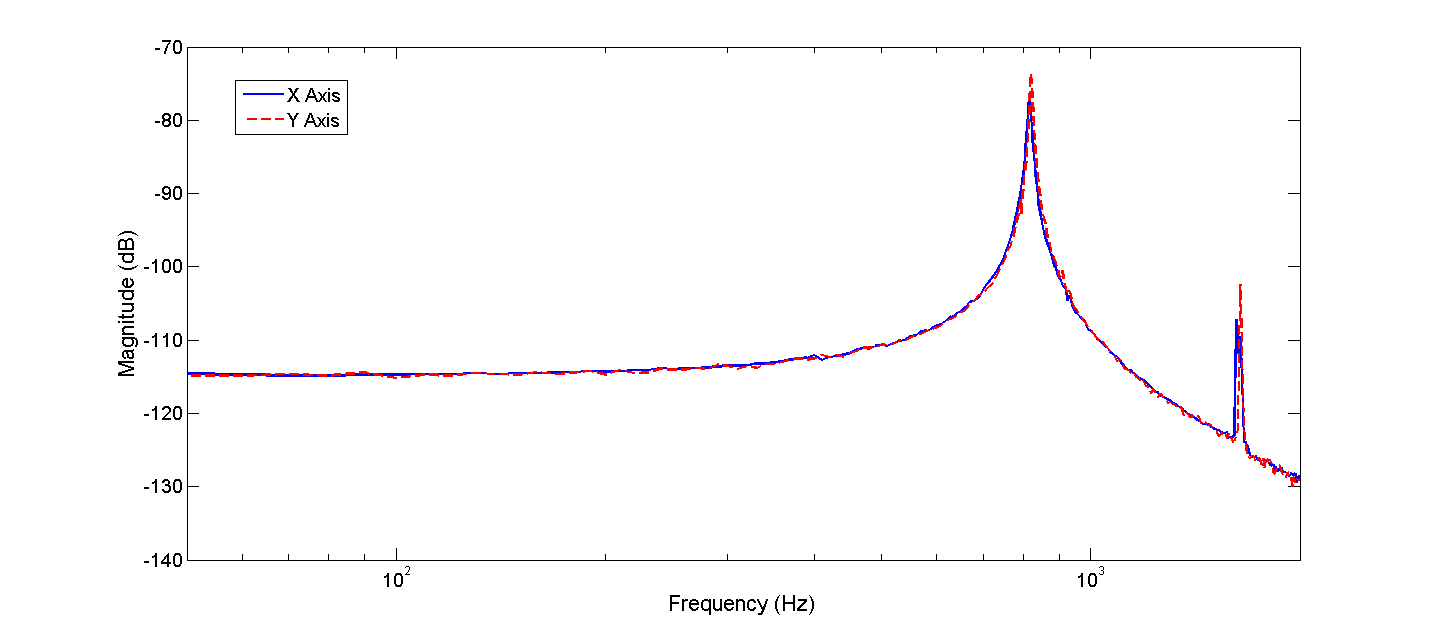 -70
X Axis
Y Axis
-80
-90
-100
-110
-120
-130
-140
Magnitude (dB)
10²
10³
Frequency (Hz)